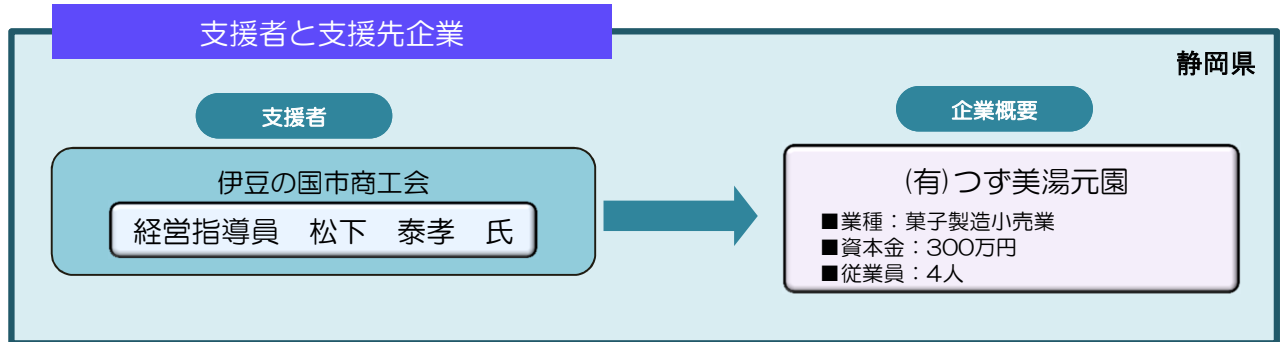 支援者と支援先企業
静岡県
支援者
伊豆の国市商工会
経営指導員　松下　泰孝　氏
企業概要
(有)つず美湯元園
■業種：菓子製造小売業
■資本金：300万円
■従業員：4人